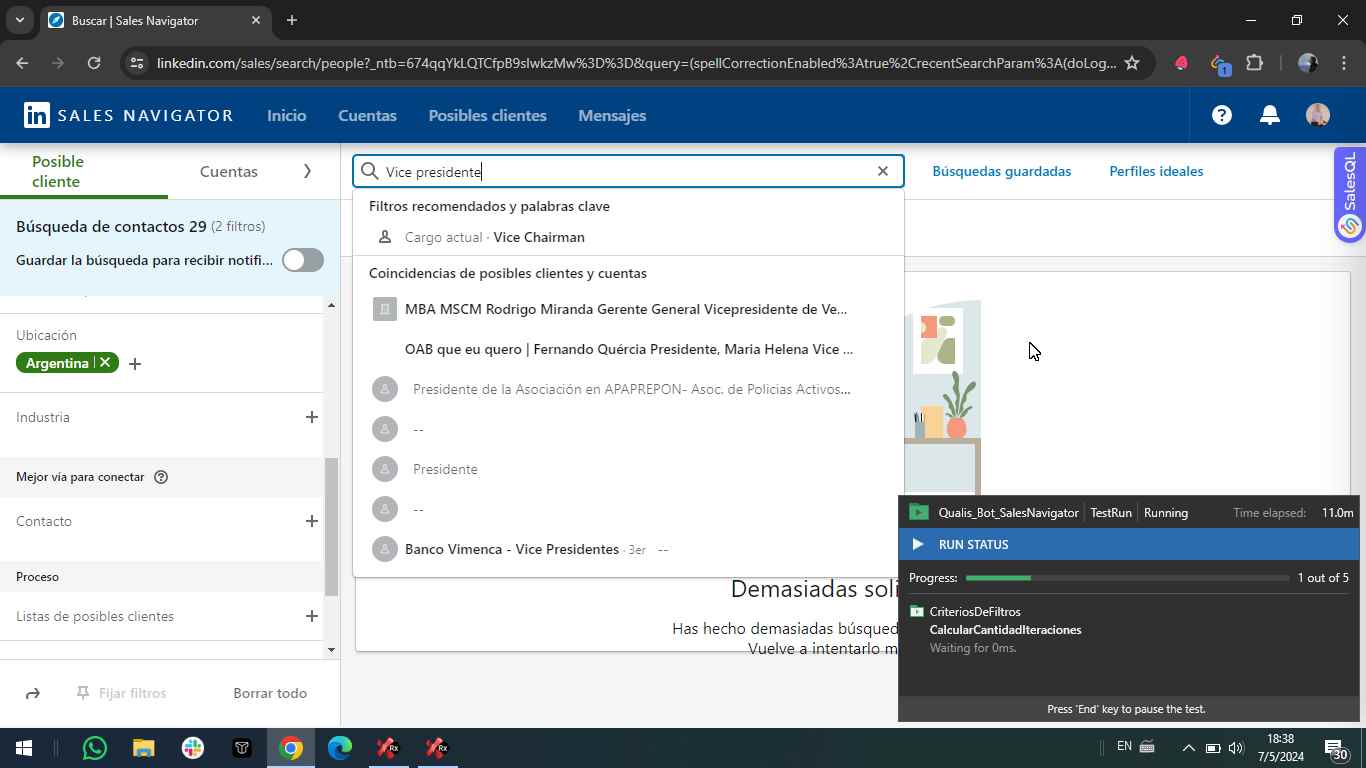 Buscar | Sales Navigator
linkedin.com/sales/search/people?_ntb=674qqYkLQTCfpB9slwkzMw%3D%3D&query=(spellCorrectionEnabled%3Atrue%2CrecentSearchParam%3A(doLog...
1
in SALES NAVIGATOR
Inicio
Cuentas
Posibles clientes
Mensajes
Posible cliente
Cuentas
Vice presidente
Búsquedas guardadas
Perfiles ideales
SalesQL
Búsqueda de contactos 29 (2 filtros)
Guardar la búsqueda para recibir notifi...
Filtros recomendados y palabras clave
Cargo actual · Vice Chairman
Coincidencias de posibles clientes y cuentas
MBA MSCM Rodrigo Miranda Gerente General Vicepresidente de Ve...
OAB que eu quero | Fernando Quércia Presidente, Maria Helena Vice ...
Presidente de la Asociación en APAPREPON- Asoc. de Policias Activos...
--
Presidente
--
Banco Vimenca - Vice Presidentes · 3er --
Ubicación
Argentina
Industria
Mejor vía para conectar
Contacto
Proceso
Listas de posibles clientes
Fijar filtros
Borrar todo
Demasiadas soli
Has hecho demasiadas búsqued
Vuelve a intentarlo m
Qualis_Bot_SalesNavigator
TestRun
Running
Time elapsed: 11.0m
RUN STATUS
Progress:
1 out of 5
CriteriosDeFiltros
CalcularCantidadIteraciones
Waiting for 0ms.
Press 'End' key to pause the test.
Rx
Rx
EN
18:38
7/5/2024
30